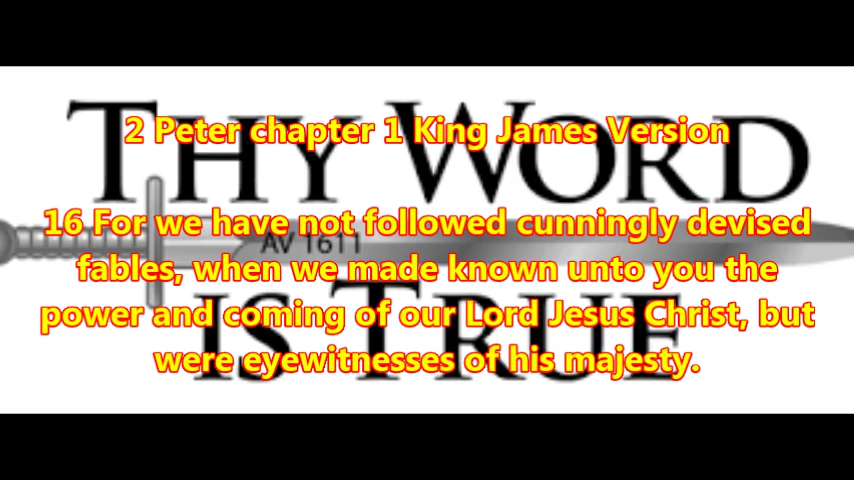 THY WORD
2 Peter chapter 1 King James Version
16 For we have not followed cunningly devised
AV 1611
fables, when we made known unto you the
power and coming of our Lord Jesus Christ, but
IS TRUE
were eyewitnesses of his majesty.